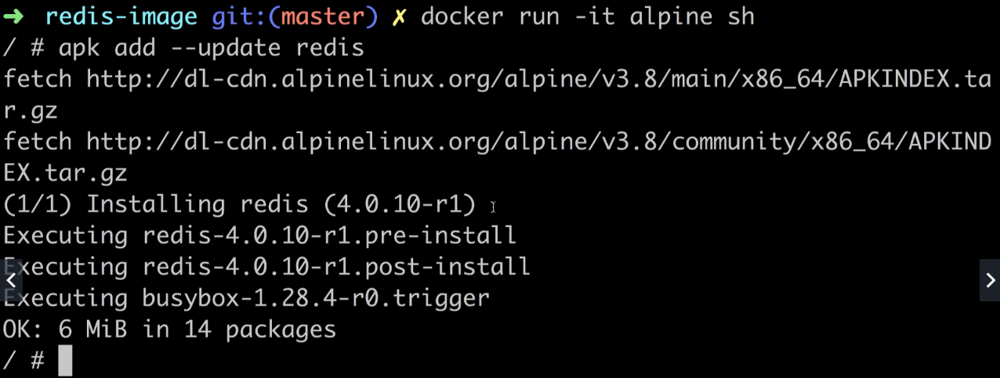 ➜ redis-image git:(master) ✗ docker run -it alpine sh
/ # apk add --update redis
fetch http://dl-cdn.alpinelinux.org/alpine/v3.8/main/x86_64/APKINDEX.ta
r.gz
fetch http://dl-cdn.alpinelinux.org/alpine/v3.8/community/x86_64/APKIND
EX.tar.gz
(1/1) Installing redis (4.0.10-r1)
Executing redis-4.0.10-r1.pre-install
Executing redis-4.0.10-r1.post-install
Executing busybox-1.28.4-r0.trigger
OK: 6 MiB in 14 packages
/ #